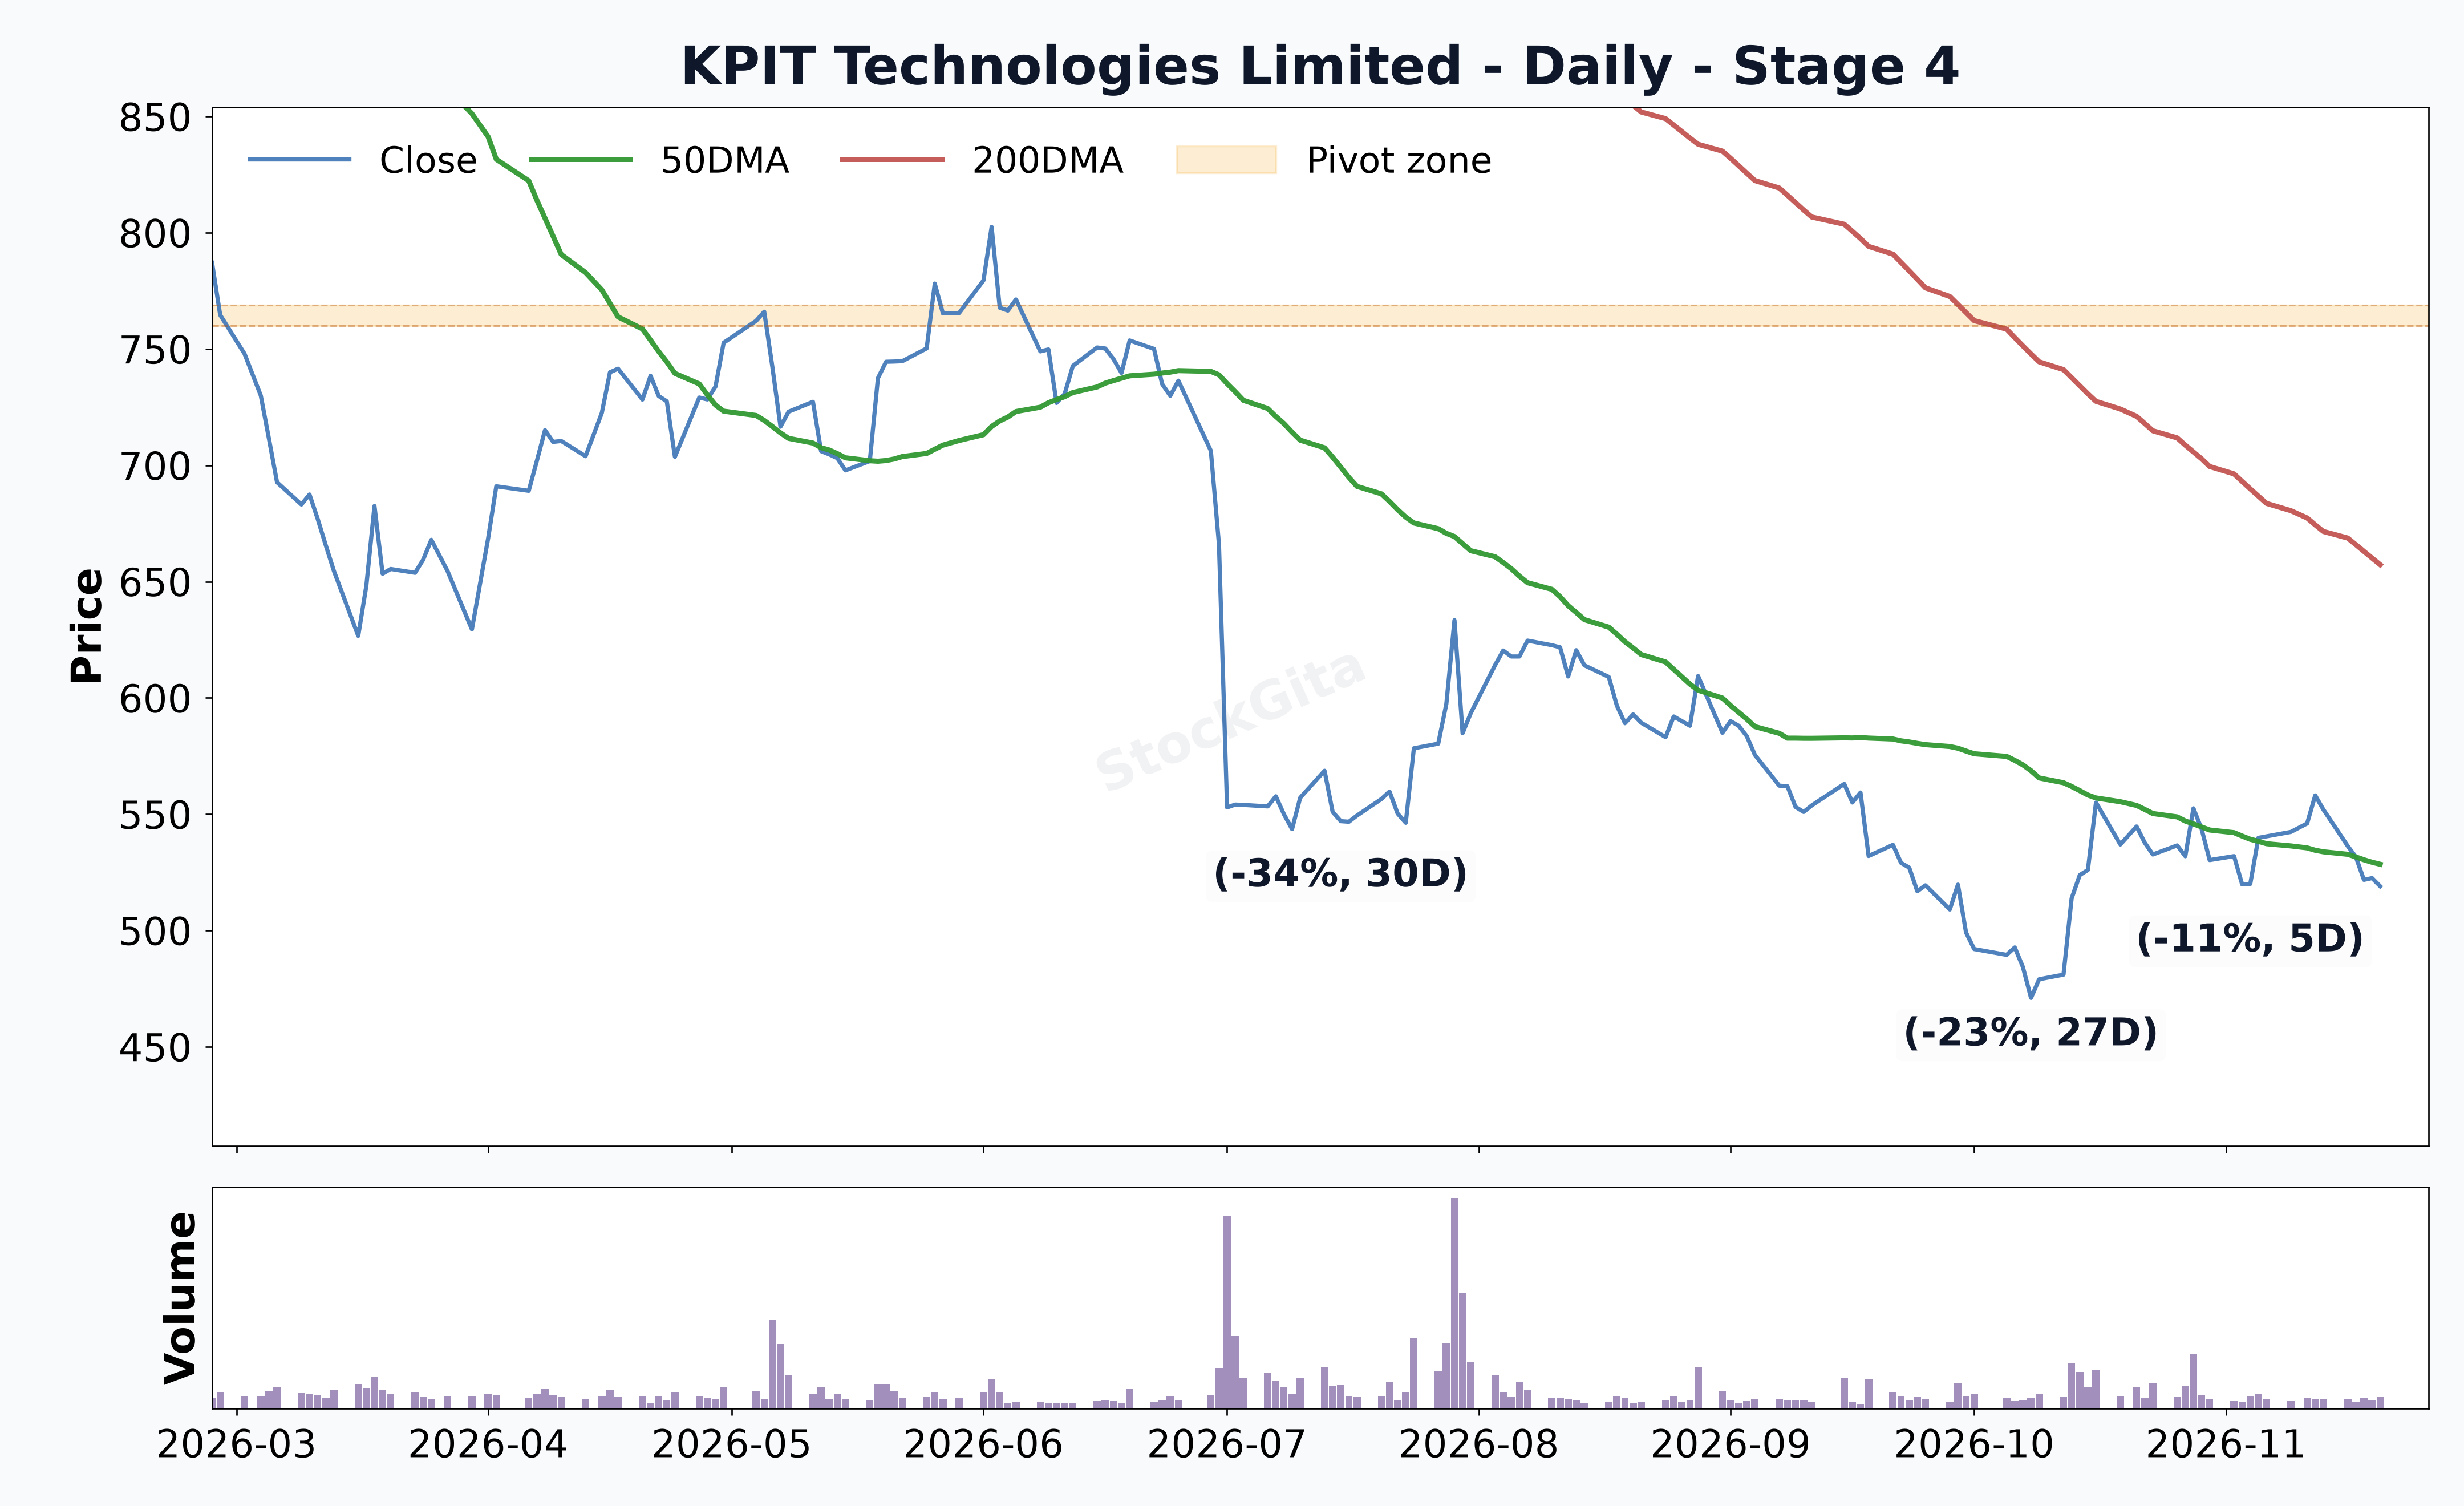 KPIT Technologies Limited - Daily - Stage 4
Close 50DMA 200DMA Pivot zone
Price
850
800
750
700
650
600
550
500
450
StockGita
(-34%, 30D)
(-11%, 5D)
(-23%, 27D)
Volume
2026-03 2026-04 2026-05 2026-06 2026-07 2026-08 2026-09 2026-10 2026-11